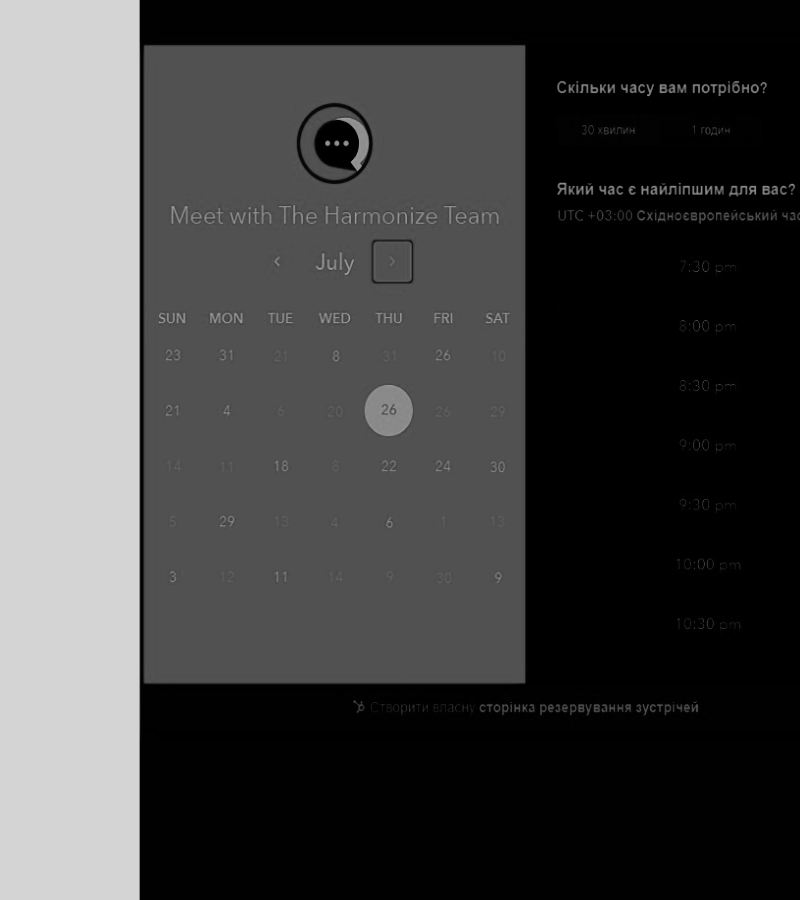 Meet with The Harmonize Team
July
SUN MON TUE WED THU FRI SAT
23 31 21 8 31 26 10
21 4 6 20 26 26 29
14 11 18 8 22 24 30
5 29 13 4 6 1 13
3 12 11 14 9 30 9
Скільки часу вам потрібно?
30 хвилин 1 годин
Який час є найліпшим для вас?
UTC +03:00 Східноєвропейський час
7:30 pm
8:00 pm
8:30 pm
9:00 pm
9:30 pm
10:00 pm
10:30 pm
Створити власну сторінка резервування зустрічей